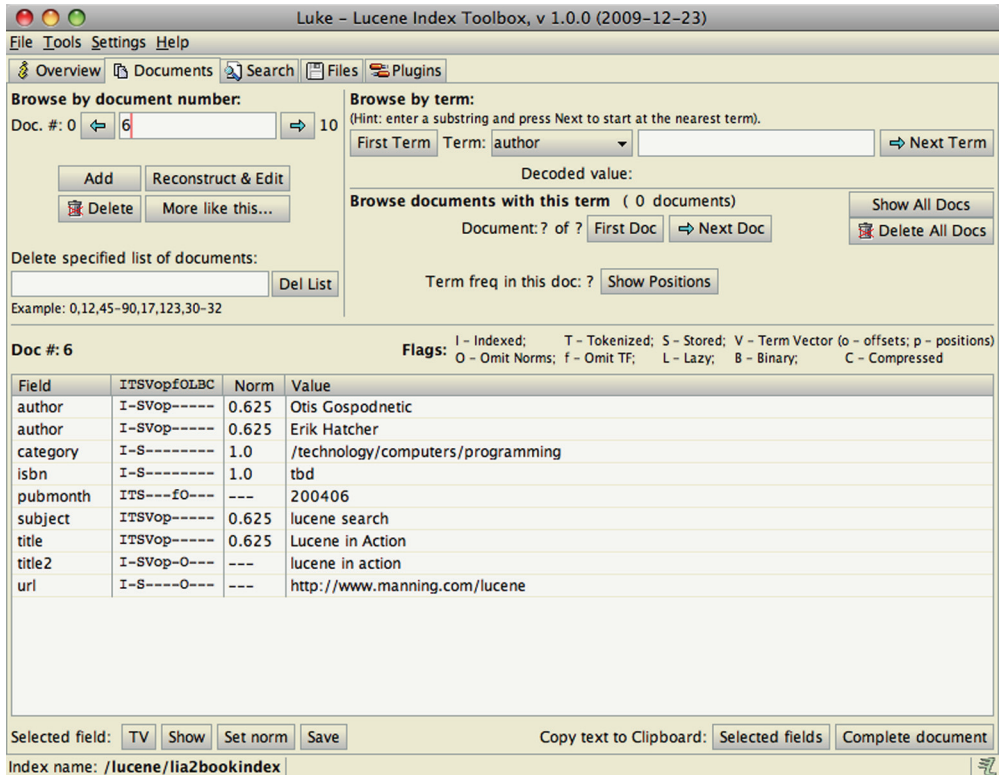 Luke – Lucene Index Toolbox, v 1.0.0 (2009–12–23)
File Tools Settings Help
Overview Documents Search Files Plugins
Browse by document number:
Doc. #: 0 6 10
Add Reconstruct & Edit
Delete More like this...
Delete specified list of documents:
Del List
Example: 0,12,45–90,17,123,30–32
Browse by term:
(Hint: enter a substring and press Next to start at the nearest term).
First Term Term: author Next Term
Decoded value:
Browse documents with this term ( 0 documents)
Document: ? of ? First Doc Next Doc
Term freq in this doc: ? Show Positions
Show All Docs
Delete All Docs
Doc #: 6
Flags: I – Indexed; T – Tokenized; S – Stored; V – Term Vector (o – offsets; p – positions)
O – Omit Norms; f – Omit TF; L – Lazy; B – Binary; C – Compressed
Field ITSVopfOLBC Norm Value
author I-SVop----- 0.625 Otis Gospodnetic
author I-SVop----- 0.625 Erik Hatcher
category I-S-------- 1.0 /technology/computers/programming
isbn I-S-------- 1.0 tbd
pubmonth ITS---fO--- --- 200406
subject ITSVop----- 0.625 lucene search
title ITSVop----- 0.625 Lucene in Action
title2 I-SVop-O--- --- lucene in action
url I-S----O--- --- http://www.manning.com/lucene
Selected field: TV Show Set norm Save Copy text to Clipboard: Selected fields Complete document
Index name: /lucene/lia2bookindex